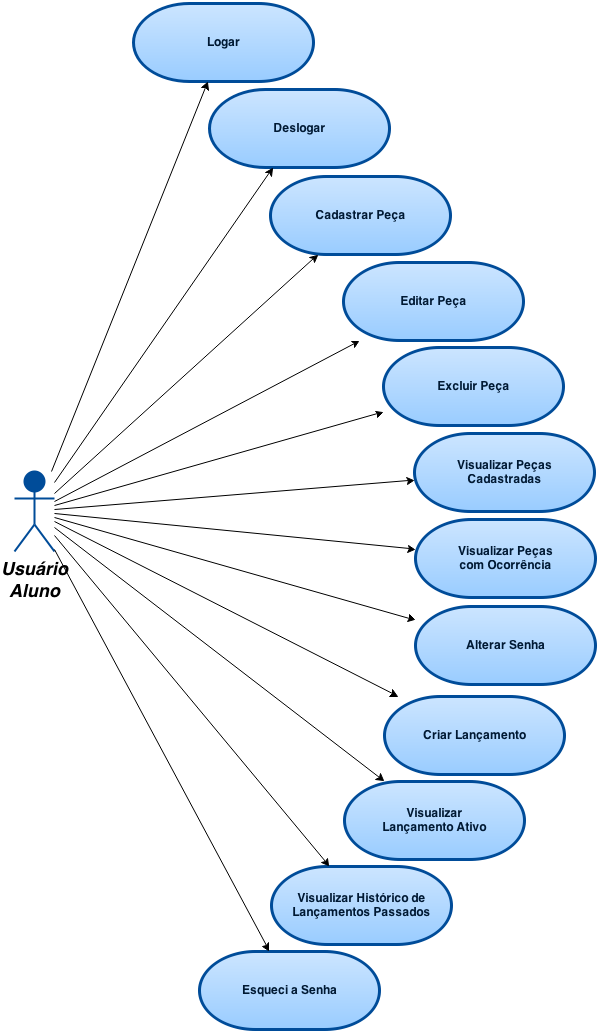 Logar
Deslogar
Cadastrar Peça
Editar Peça
Excluir Peça
Visualizar Peças
Cadastradas
Visualizar Peças
com Ocorrência
Usuário
Aluno
Alterar Senha
Criar Lançamento
Visualizar
Lançamento Ativo
Visualizar Histórico de
Lançamentos Passados
Esqueci a Senha